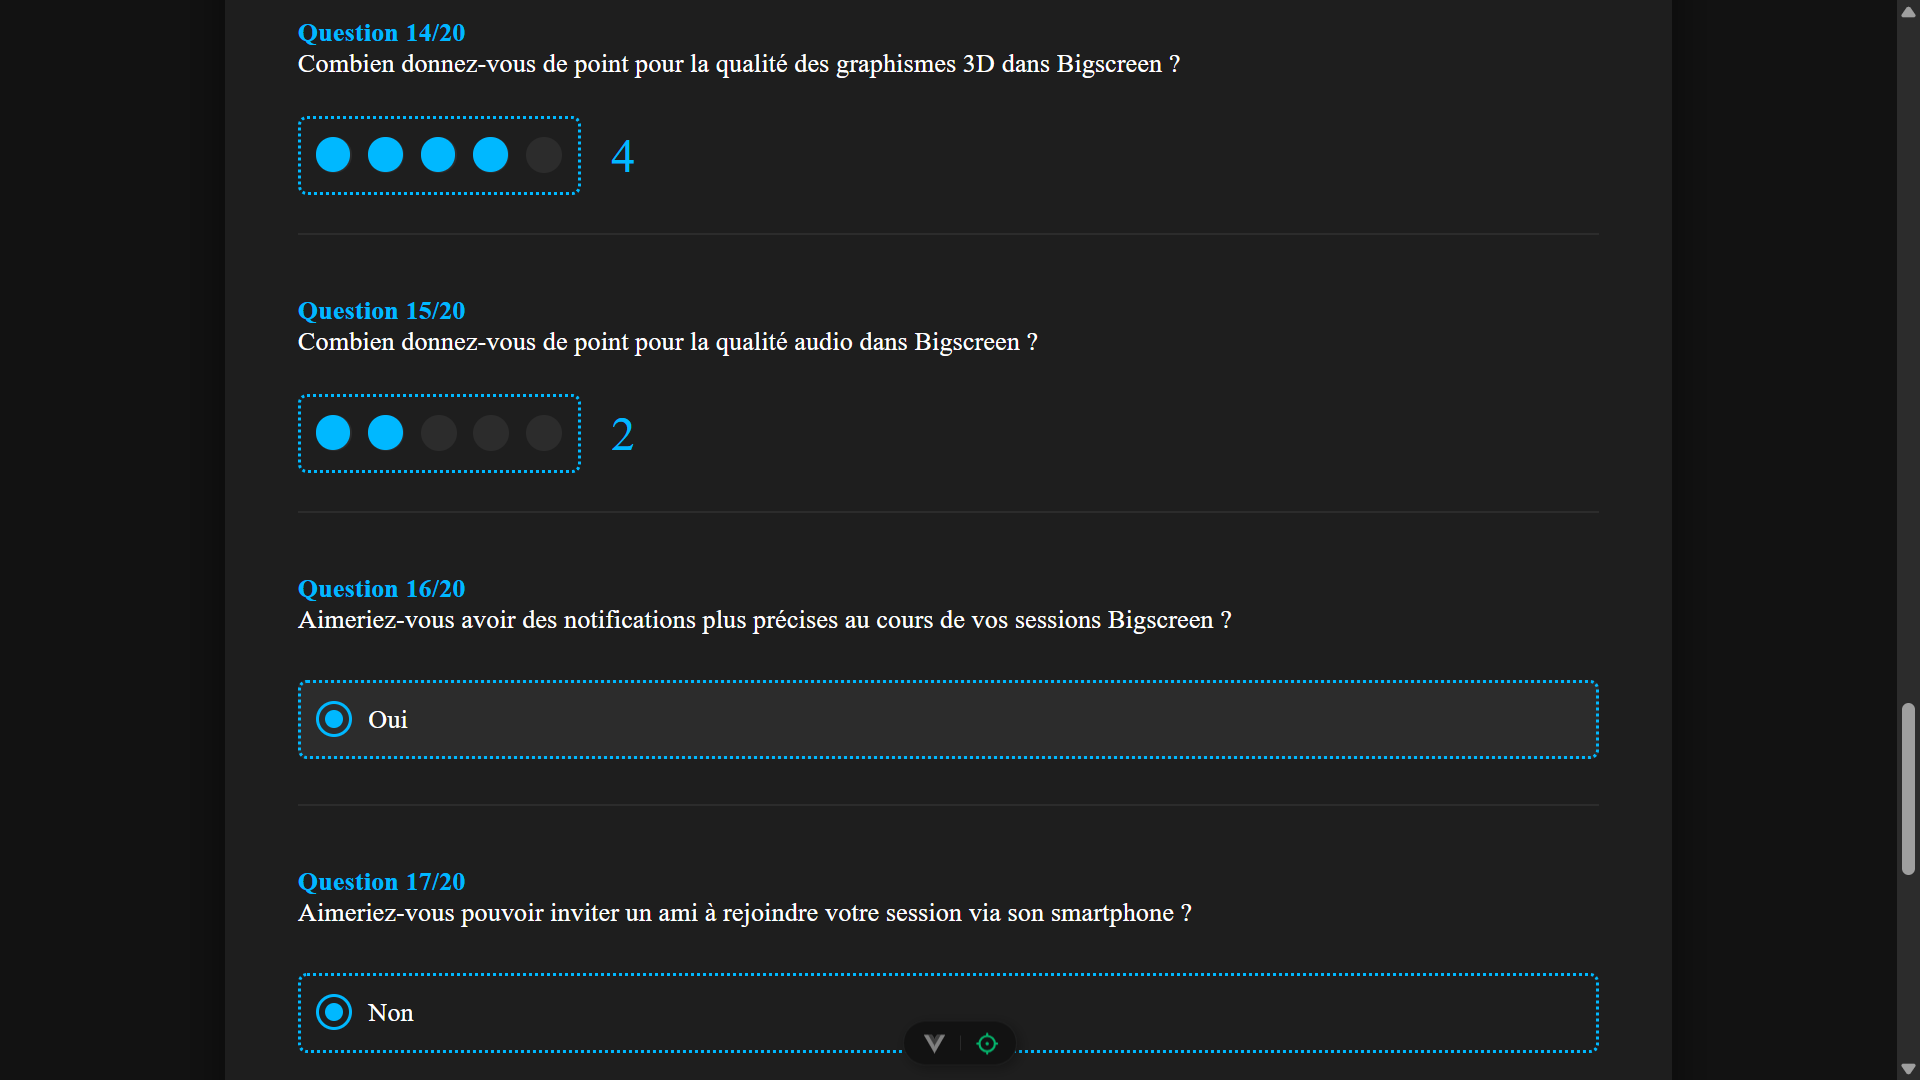 Question 14/20
Combien donnez-vous de point pour la qualité des graphismes 3D dans Bigscreen ?
4
Question 15/20
Combien donnez-vous de point pour la qualité audio dans Bigscreen ?
2
Question 16/20
Aimeriez-vous avoir des notifications plus précises au cours de vos sessions Bigscreen ?
Oui
Question 17/20
Aimeriez-vous pouvoir inviter un ami à rejoindre votre session via son smartphone ?
Non